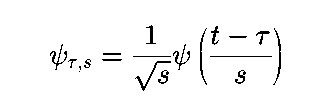 ψ_{τ,s} = \frac{1}{\sqrt{s}} ψ \left( \frac{t − τ}{s} \right)